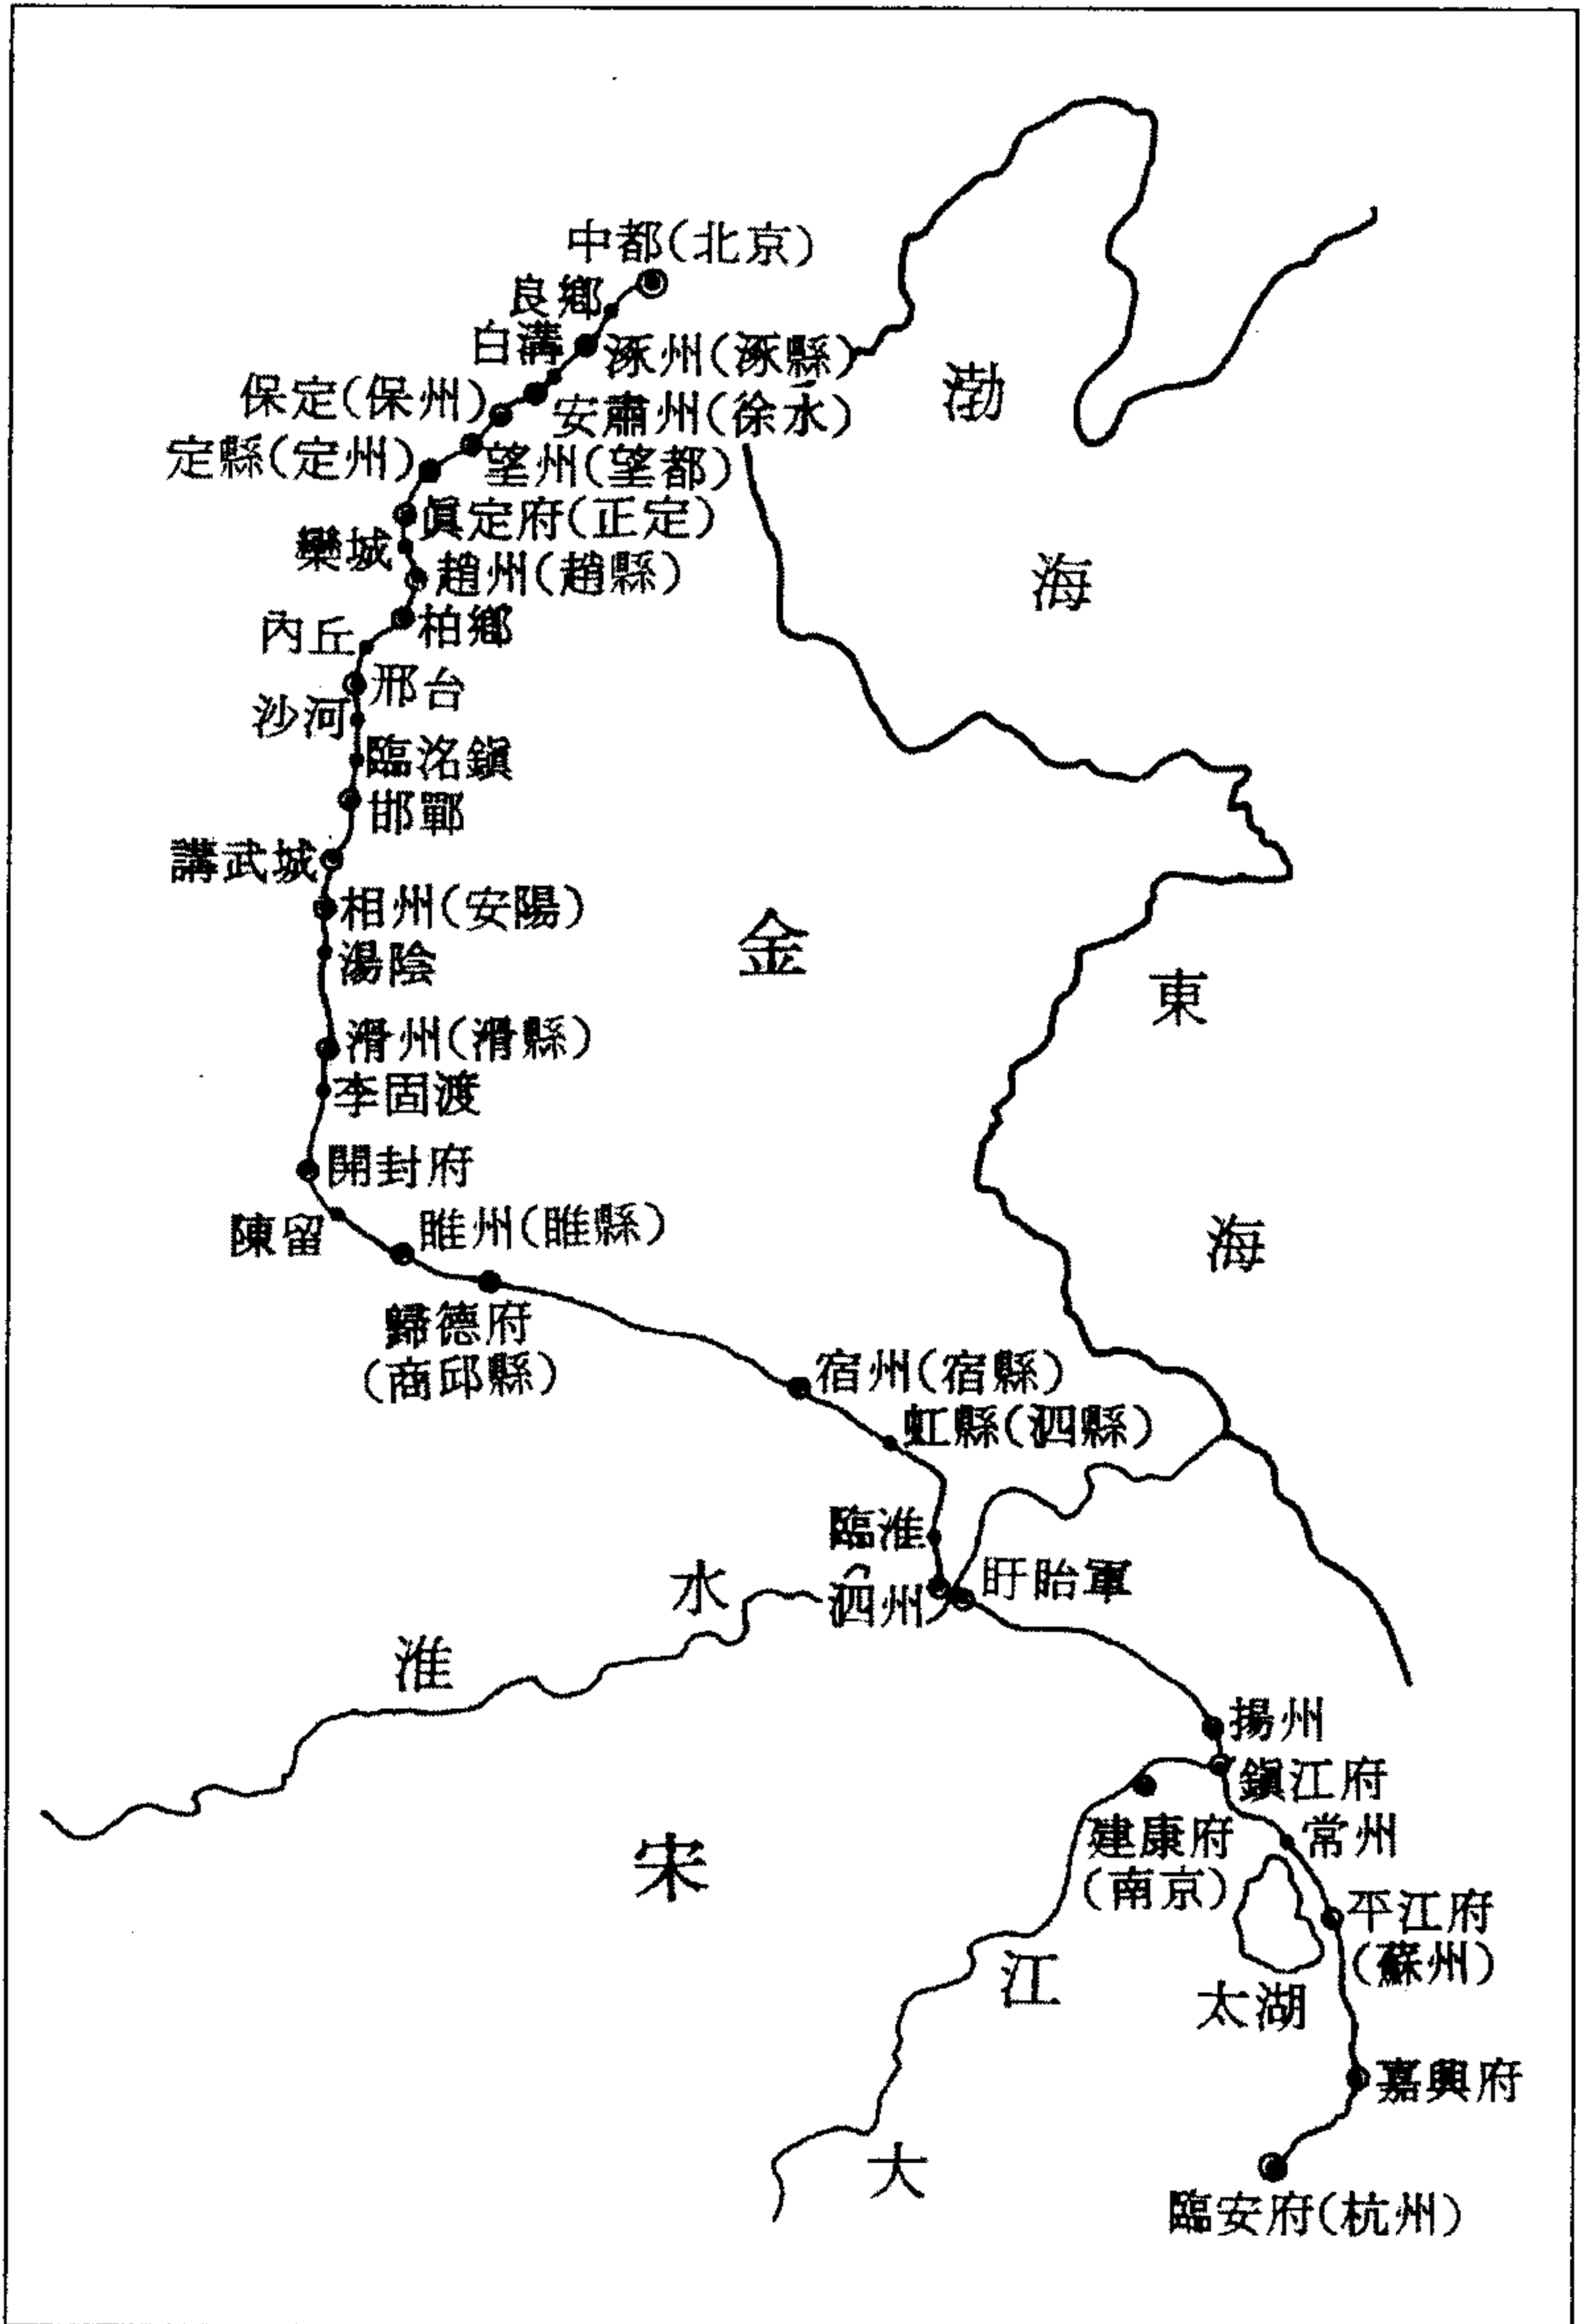 中都(北京)
良鄉
白溝
涿州(涿縣)
渤
保定(保州)
安肅州(徐水)
定縣(定州)
望州(望都)
眞定府(正定)
欒城
趙州(趙縣)
海
內丘
柏鄉
邢台
沙河
臨洺鎭
邯鄲
講武城
相州(安陽)
金
湯陰
東
滑州(滑縣)
李固渡
開封府
陳留
睢州(睢縣)
海
歸德府
(商邱縣)
宿州(宿縣)
虹縣(泗縣)
臨淮
水
泗州
盱眙軍
淮
揚州
鎭江府
建康府
(南京)
常州
宋
平江府
(蘇州)
江
太湖
嘉興府
大
臨安府(杭州)